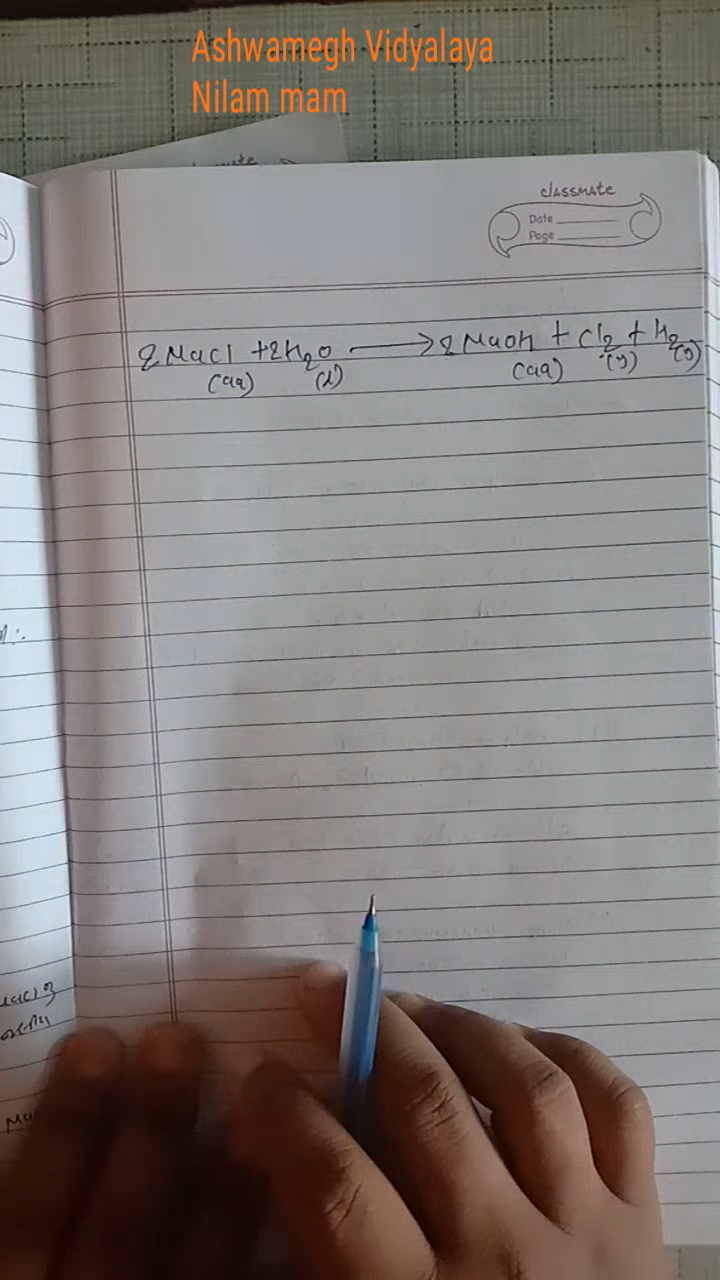 Ashwamegh Vidyalaya
Nilam mam
classmate
Date
Page
2NaCl + 2H₂O ⟶ 2NaOH + Cl₂ + H₂
(aq) (l) (aq) (g) (g)